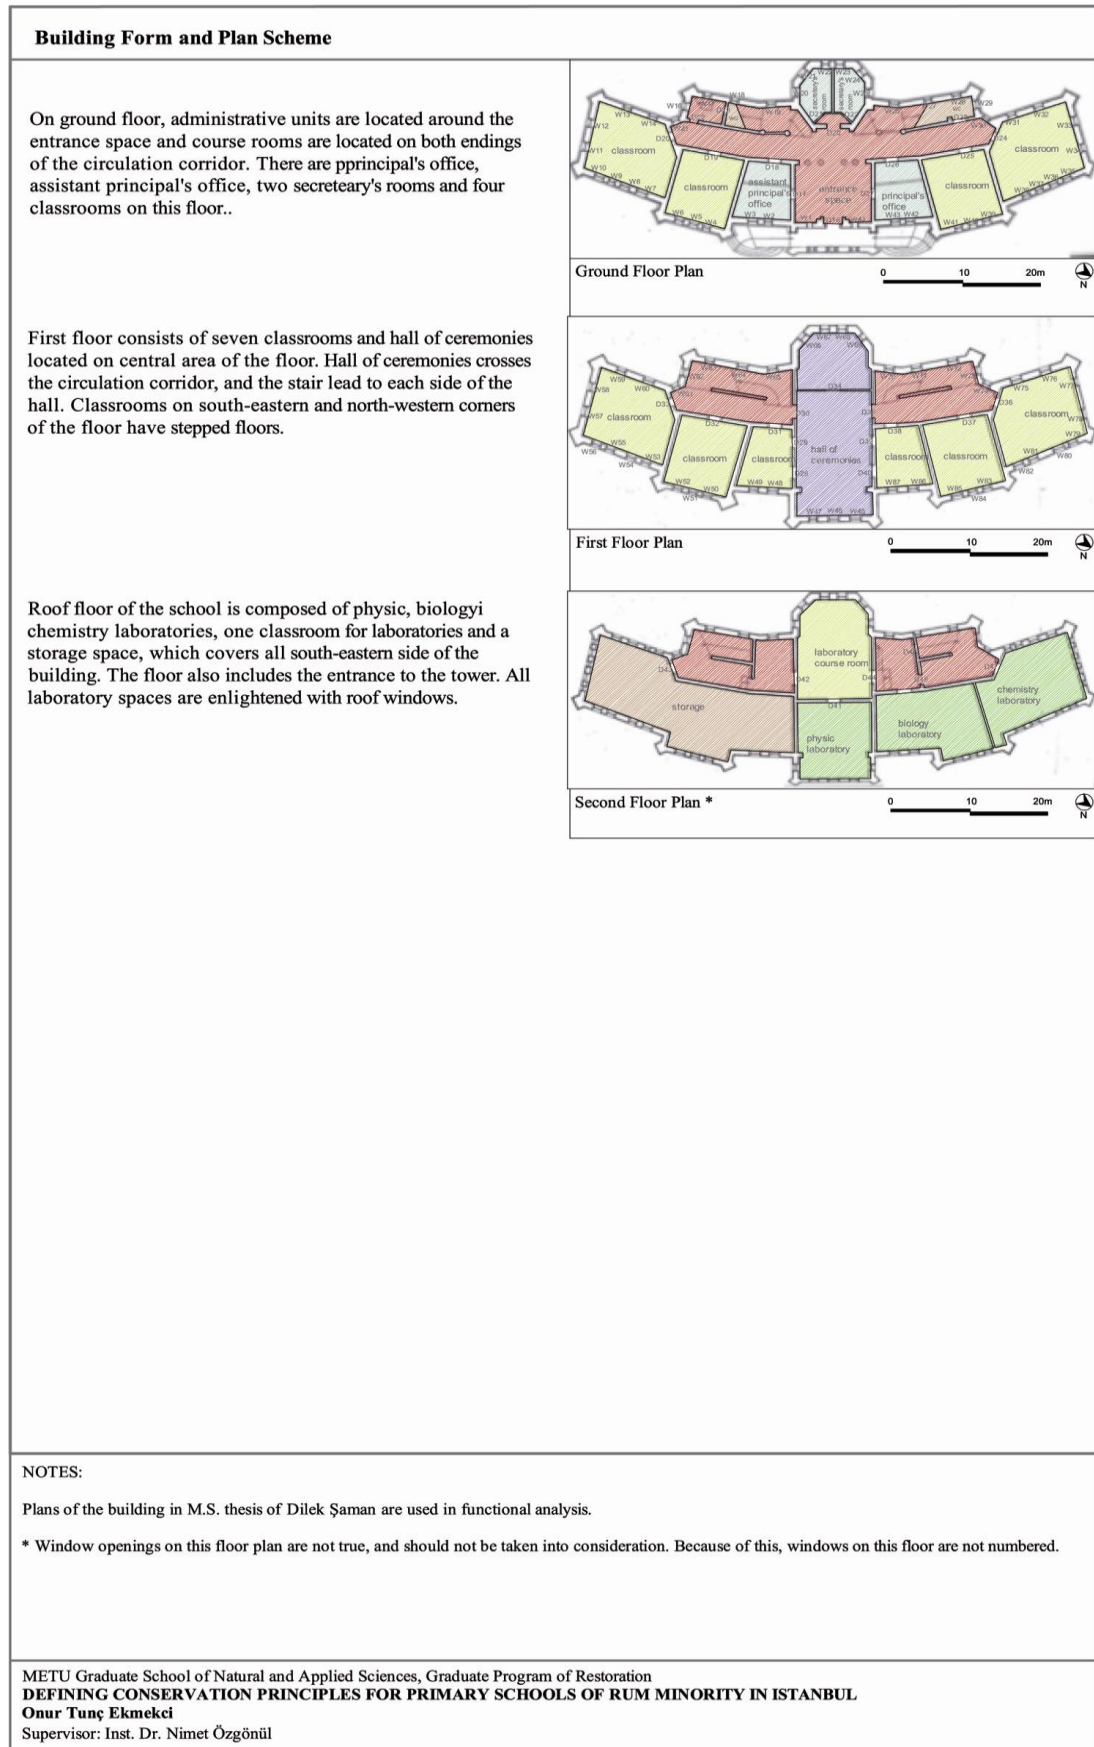 Building Form and Plan Scheme
On ground floor, administrative units are located around the
entrance space and course rooms are located on both endings
of the circulation corridor. There are pprincipal's office,
assistant principal's office, two secreteary's rooms and four
classrooms on this floor..
classroom
classroom
assistant
principal's
office
entrance
space
secretary's
room
secretary's
room
principal's
office
classroom
classroom
Ground Floor Plan
0 10 20m
N
First floor consists of seven classrooms and hall of ceremonies
located on central area of the floor. Hall of ceremonies crosses
the circulation corridor, and the stair lead to each side of the
hall. Classrooms on south-eastern and north-western corners
of the floor have stepped floors.
classroom
classroom
classroom
hall of
ceremonies
classroom
classroom
classroom
First Floor Plan
0 10 20m
N
Roof floor of the school is composed of physic, biologyi
chemistry laboratories, one classroom for laboratories and a
storage space, which covers all south-eastern side of the
building. The floor also includes the entrance to the tower. All
laboratory spaces are enlightened with roof windows.
storage
laboratory
course room
physic
laboratory
biology
laboratory
chemistry
laboratory
Second Floor Plan *
0 10 20m
N
NOTES:
Plans of the building in M.S. thesis of Dilek Şaman are used in functional analysis.
* Window openings on this floor plan are not true, and should not be taken into consideration. Because of this, windows on this floor are not numbered.
METU Graduate School of Natural and Applied Sciences, Graduate Program of Restoration
DEFINING CONSERVATION PRINCIPLES FOR PRIMARY SCHOOLS OF RUM MINORITY IN ISTANBUL
Onur Tunç Ekmekci
Supervisor: Inst. Dr. Nimet Özgönül